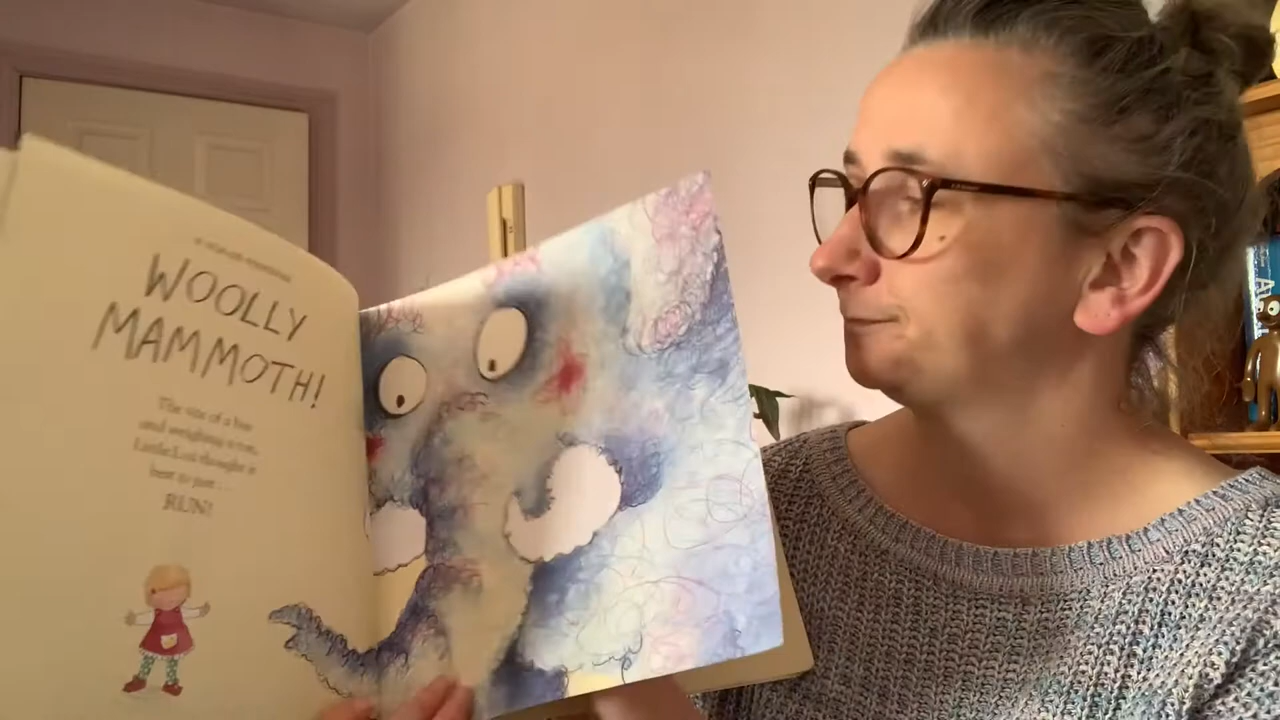 WOOLLY
MAMMOTH!
The size of a bus
and weighing a ton,
Little Lou thought it
best to just . . .
RUN!